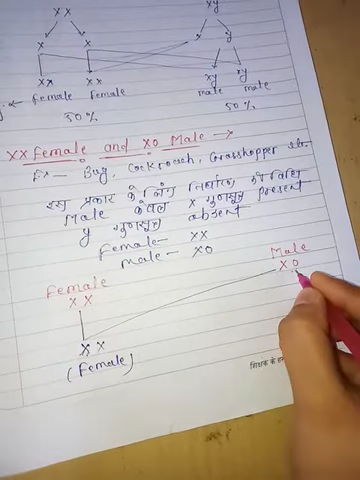 XX xy
x x x y
xx xx xy xy
Female Female male male
50% 50%
XX Female and XO Male →
Ex- Bug, Cockroach, Grasshopper etc.
इस प्रकार के लिंग निर्धारण की विधि
Male केवल x गुणसूत्र present
y गुणसूत्र absent
Female- XX
Male- XO
Female Male
XX XO
XX
(Female)
शिक्षक के